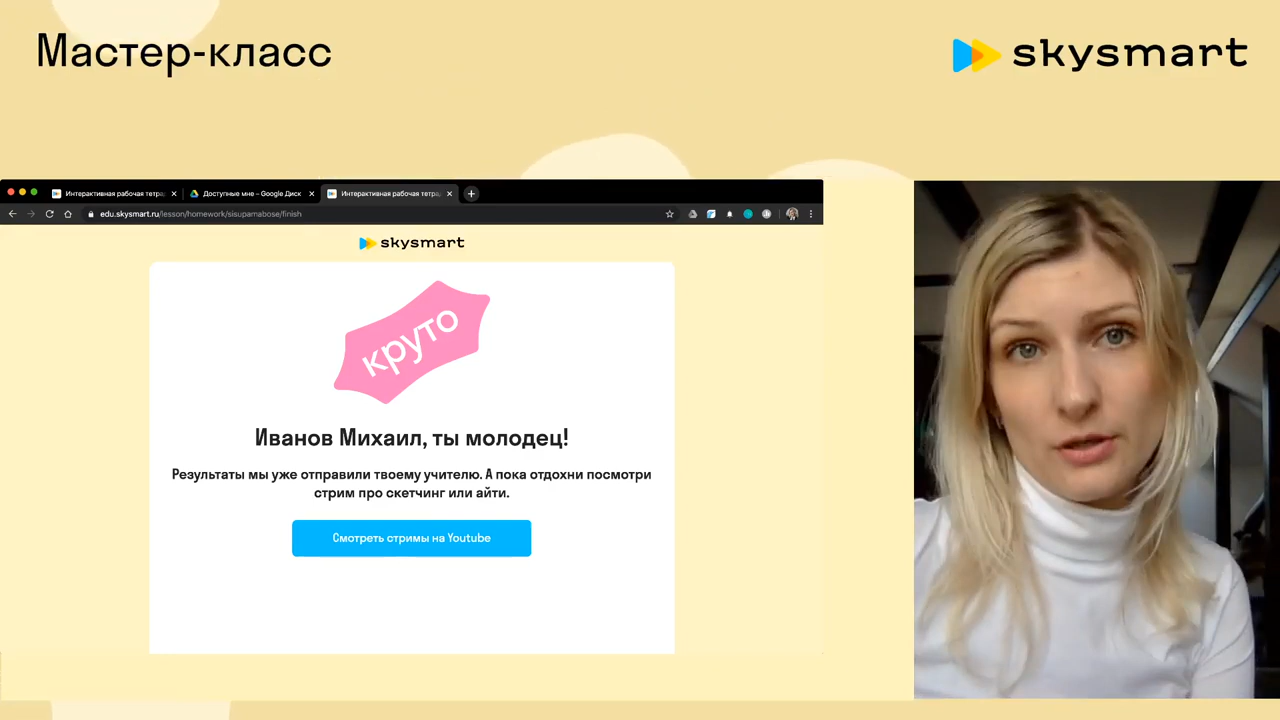 Мастер-класс
skysmart
Интерактивная рабочая тетра
Доступные мне – Google Диск
Интерактивная рабочая тетра
edu.skysmart.ru/lesson/homework/sisupamabose/finish
skysmart
круто
Иванов Михаил, ты молодец!
Результаты мы уже отправили твоему учителю. А пока отдохни посмотри
стрим про скетчинг или айти.
Смотреть стримы на Youtube